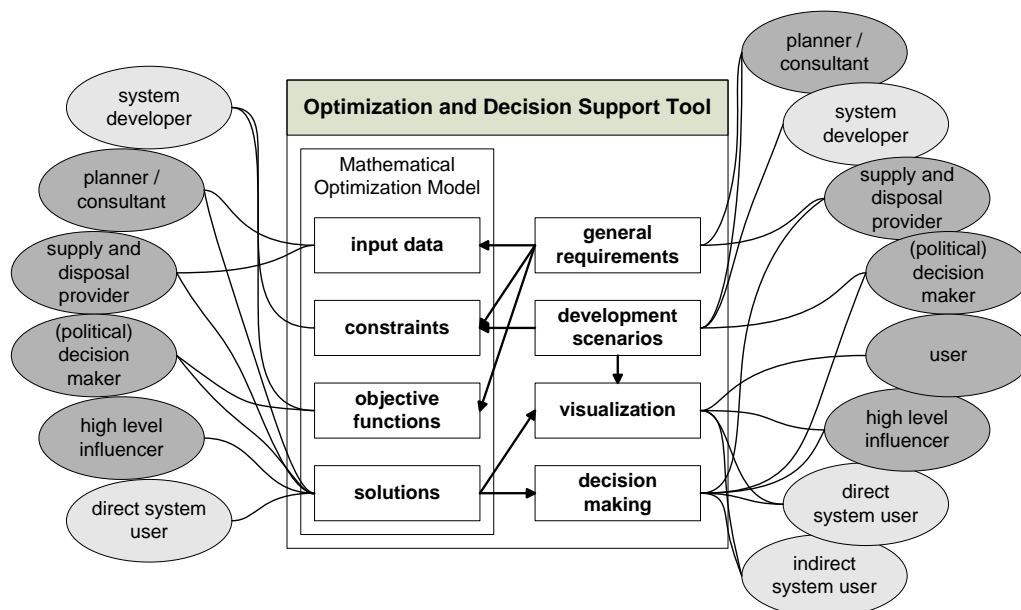 system
developer
planner /
consultant
supply and
disposal
provider
(political)
decision
maker
high level
influencer
direct system
user
Optimization and Decision Support Tool
Mathematical
Optimization Model
input data
constraints
objective
functions
solutions
general
requirements
development
scenarios
visualization
decision
making
planner /
consultant
system
developer
supply and
disposal
provider
(political)
decision
maker
user
high level
influencer
direct
system user
indirect
system user